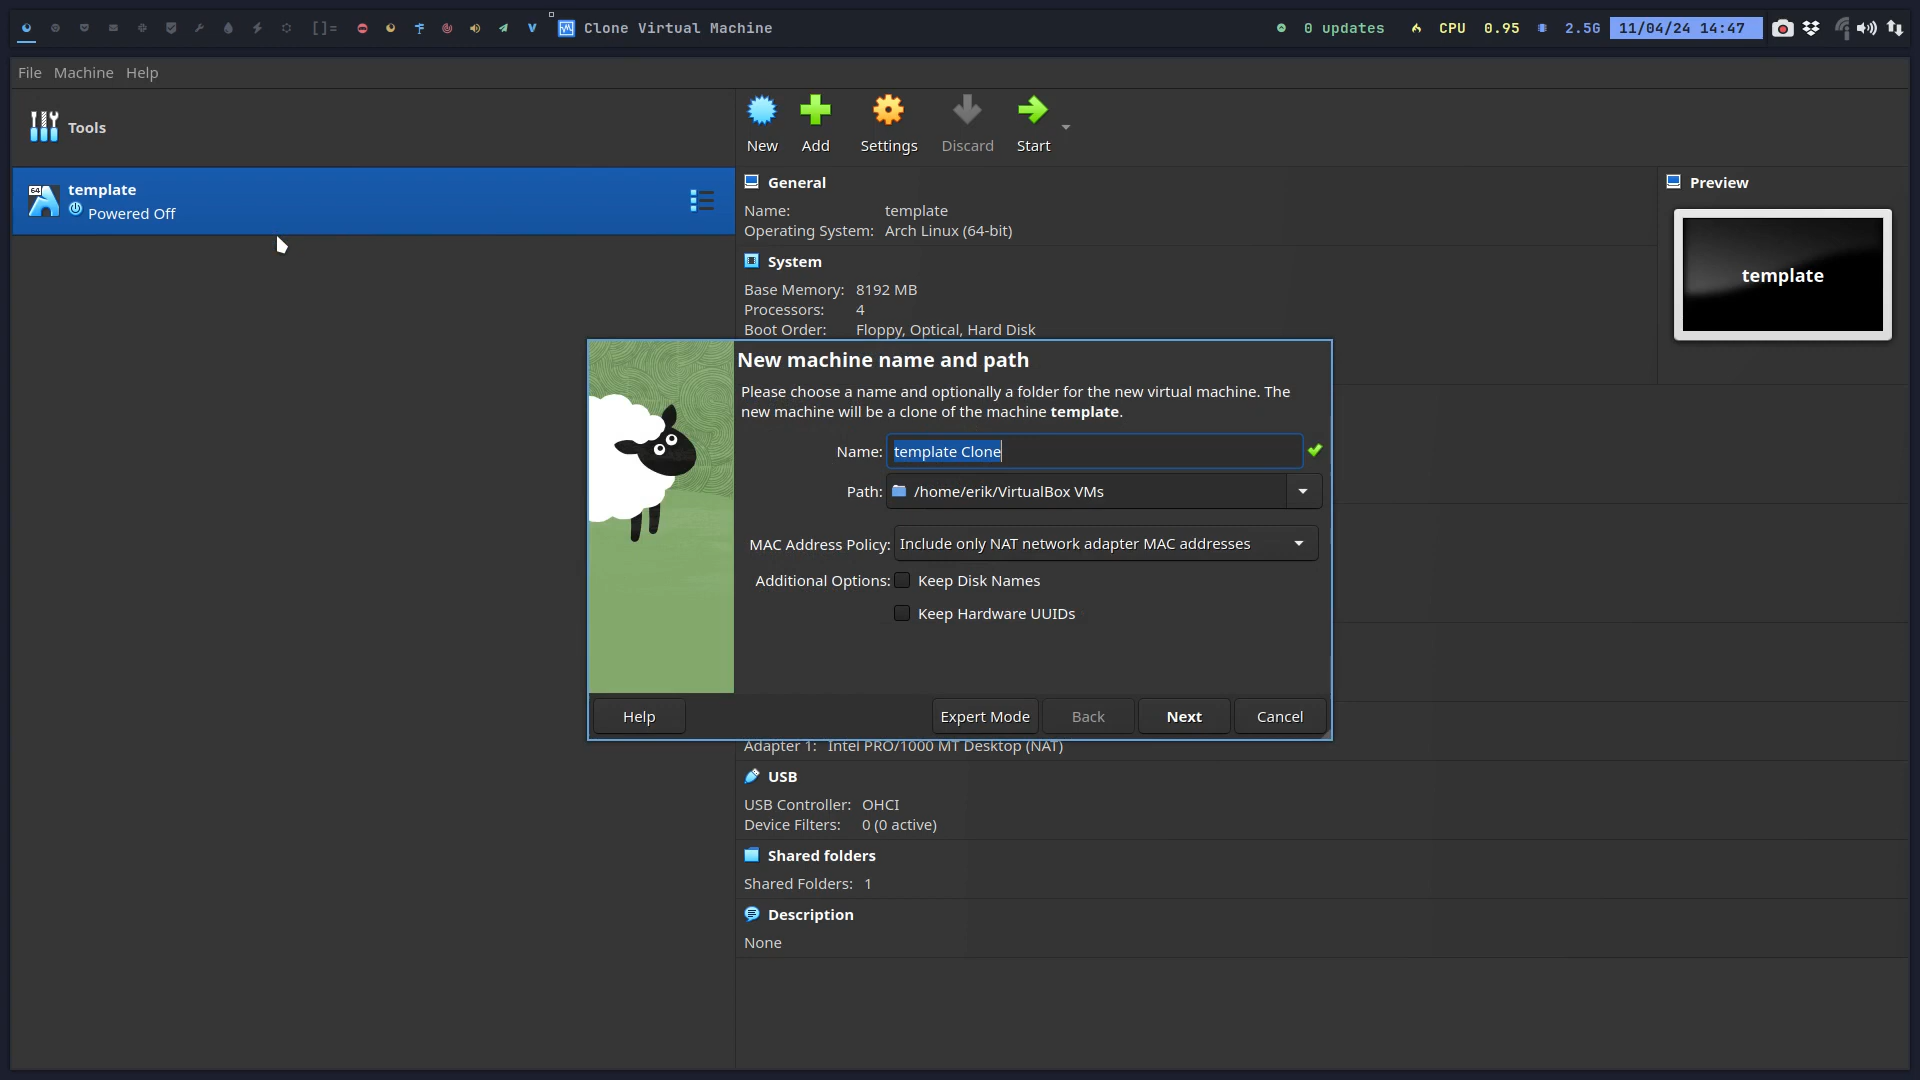 []=
V
Clone Virtual Machine
0 updates
CPU 0.95
2.5G
11/04/24 14:47
File Machine Help
Tools
New
Add
Settings
Discard
Start
64
template
Powered Off
General
Name: template
Operating System: Arch Linux (64-bit)
Preview
template
System
Base Memory: 8192 MB
Processors: 4
Boot Order: Floppy, Optical, Hard Disk
New machine name and path
Please choose a name and optionally a folder for the new virtual machine. The
new machine will be a clone of the machine template.
Name: template Clone
Path: /home/erik/VirtualBox VMs
MAC Address Policy: Include only NAT network adapter MAC addresses
Additional Options: Keep Disk Names
Keep Hardware UUIDs
Help
Expert Mode
Back
Next
Cancel
Adapter 1: Intel PRO/1000 MT Desktop (NAT)
USB
USB Controller: OHCI
Device Filters: 0 (0 active)
Shared folders
Shared Folders: 1
Description
None